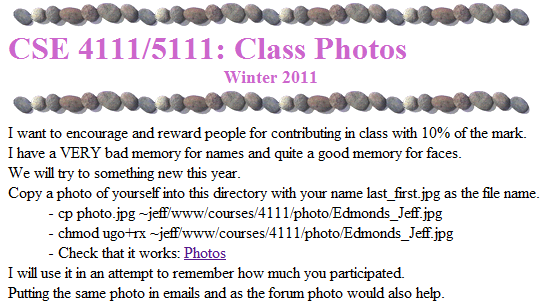 CSE 4111/5111: Class Photos
Winter 2011
I want to encourage and reward people for contributing in class with 10% of the mark.
I have a VERY bad memory for names and quite a good memory for faces.
We will try to something new this year.
Copy a photo of yourself into this directory with your name last_first.jpg as the file name.
- cp photo.jpg ~jeff/www/courses/4111/photo/Edmonds_Jeff.jpg
- chmod ugo+rx ~jeff/www/courses/4111/photo/Edmonds_Jeff.jpg
- Check that it works: Photos
I will use it in an attempt to remember how much you participated.
Putting the same photo in emails and as the forum photo would also help.